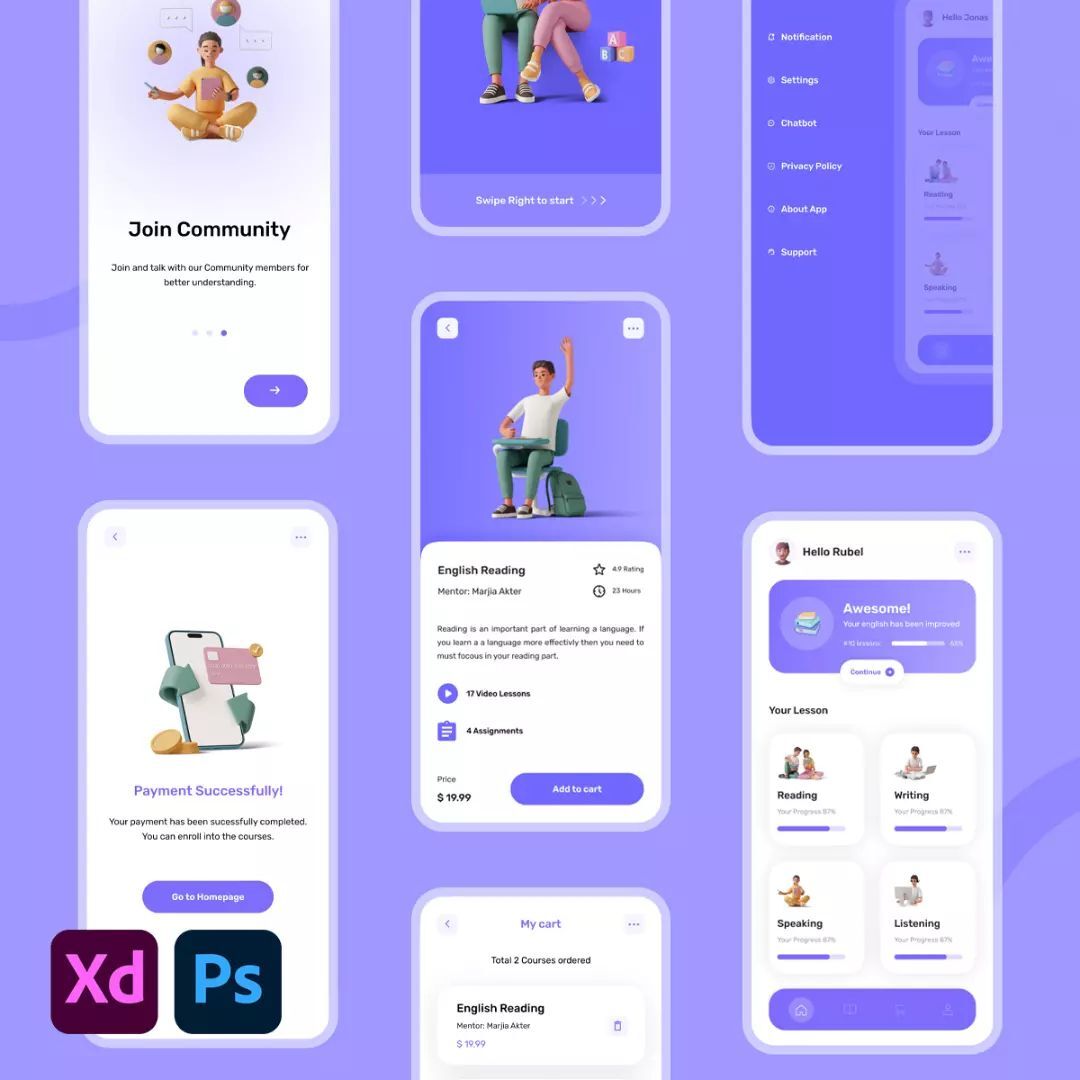 Join Community
Join and talk with our Community members for
better understanding.
A
B C
Swipe Right to start
Notification
Settings
Chatbot
Privacy Policy
About App
Support
Hello Jonas
Your Lesson
Reading
Speaking
English Reading
4.9 Rating
Mentor: Marjia Akter
23 Hours
Reading is an important part of learning a language. If
you learn a a language more effectivly then you need to
must focous in your reading part.
17 Video Lessons
4 Assignments
Price
$ 19.99
Add to cart
Payment Successfully!
Your payment has been sucessfully completed.
You can enroll into the courses.
Go to Homepage
Xd
Ps
My cart
Total 2 Courses ordered
English Reading
Mentor: Marjia Akter
$ 19.99
Hello Rubel
Awesome!
Your english has been improved
Continue
Your Lesson
Reading
Your Progress 87%
Writing
Your Progress 87%
Speaking
Your Progress 87%
Listening
Your Progress 87%